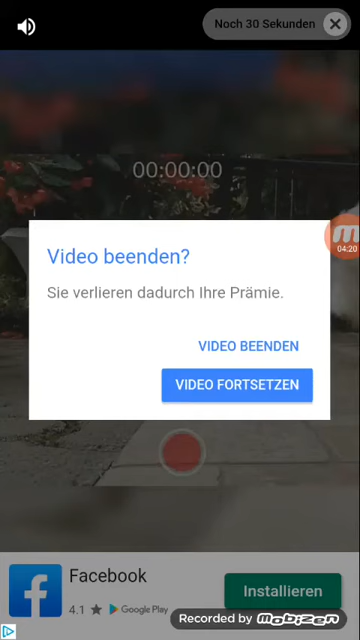 Noch 30 Sekunden
00:00:00
Video beenden?
04:20
Sie verlieren dadurch Ihre Prämie.
VIDEO BEENDEN
VIDEO FORTSETZEN
Facebook
4.1 ★ Google Play
Installieren
Recorded by mobizen